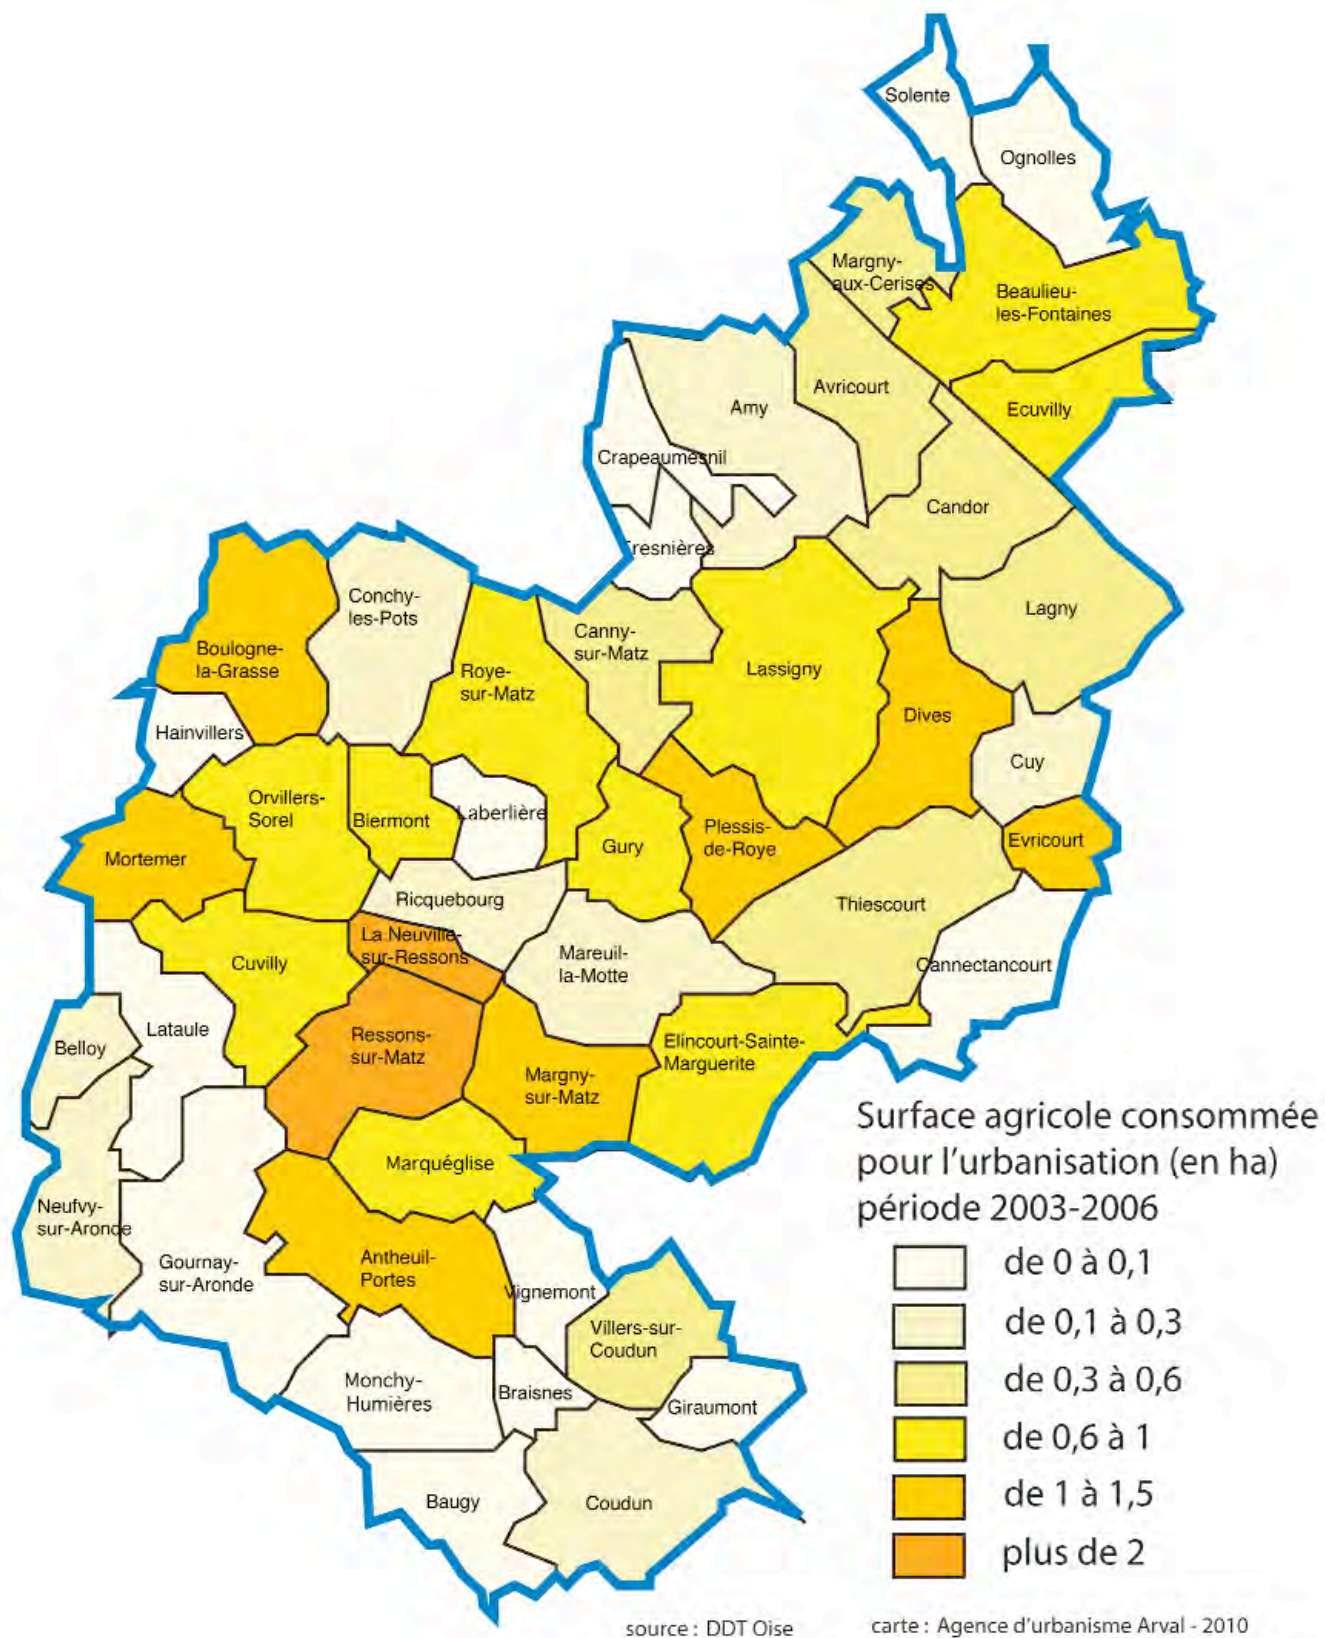 Solente
Ognolles
Margny-
aux-Cerises
Beaulieu-
les-Fontaines
Avricourt
Amy
Ecuvilly
Crapeaumesnil
Candor
Fresnières
Lagny
Conchy-
les-Pots
Canny-
sur-Matz
Boulogne-
la-Grasse
Roye-
sur-Matz
Lassigny
Dives
Hainvillers
Cuy
Orvillers-
Sorel
Biermont
Laberlière
Gury
Plessis-
de-Roye
Evricourt
Mortemer
Ricquebourg
Thiescourt
La Neuville-
sur-Ressons
Cuvilly
Mareuil-
la-Motte
Cannectancourt
Lataule
Belloy
Ressons-
sur-Matz
Elincourt-Sainte-
Marguerite
Margny-
sur-Matz
Marquéglise
Neufvy-
sur-Aronde
Gournay-
sur-Aronde
Antheuil-
Portes
Vignemont
Villers-sur-
Coudun
Monchy-
Humières
Braisnes
Giraumont
Baugy
Coudun
Surface agricole consommée
pour l'urbanisation (en ha)
période 2003-2006
de 0 à 0,1
de 0,1 à 0,3
de 0,3 à 0,6
de 0,6 à 1
de 1 à 1,5
plus de 2
source : DDT Oise
carte : Agence d'urbanisme Arval - 2010